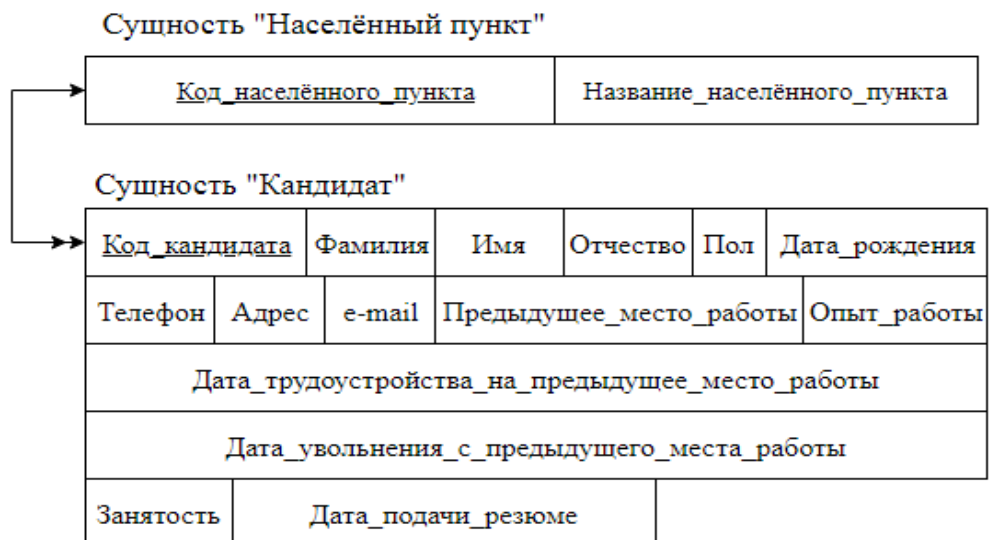 Сущность "Населённый пункт"
Код_населённого_пункта Название_населённого_пункта
Сущность "Кандидат"
Код_кандидата Фамилия Имя Отчество Пол Дата_рождения
Телефон Адрес e-mail Предыдущее_место_работы Опыт_работы
Дата_трудоустройства_на_предыдущее_место_работы
Дата_увольнения_с_предыдущего_места_работы
Занятость Дата_подачи_резюме